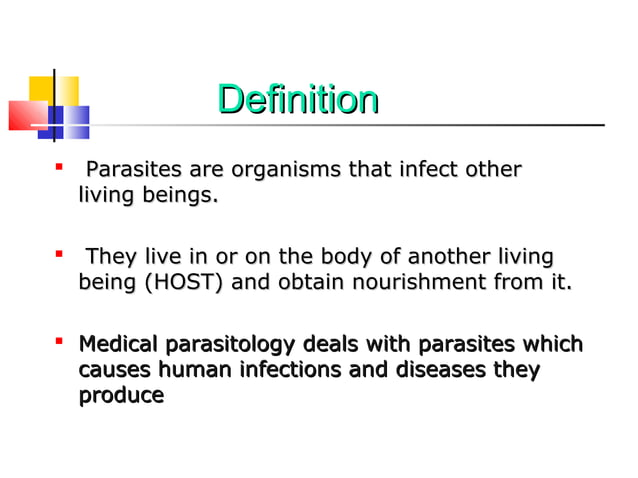 Definition
Parasites are organisms that infect other
living beings.
They live in or on the body of another living
being (HOST) and obtain nourishment from it.
Medical parasitology deals with parasites which
causes human infections and diseases they
produce